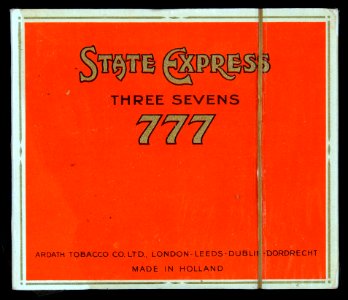 STATE EXPRESS
THREE SEVENS
777
ARDATH TOBACCO CO. LTD., LONDON-LEEDS-DUBLIN-DORDRECHT
MADE IN HOLLAND